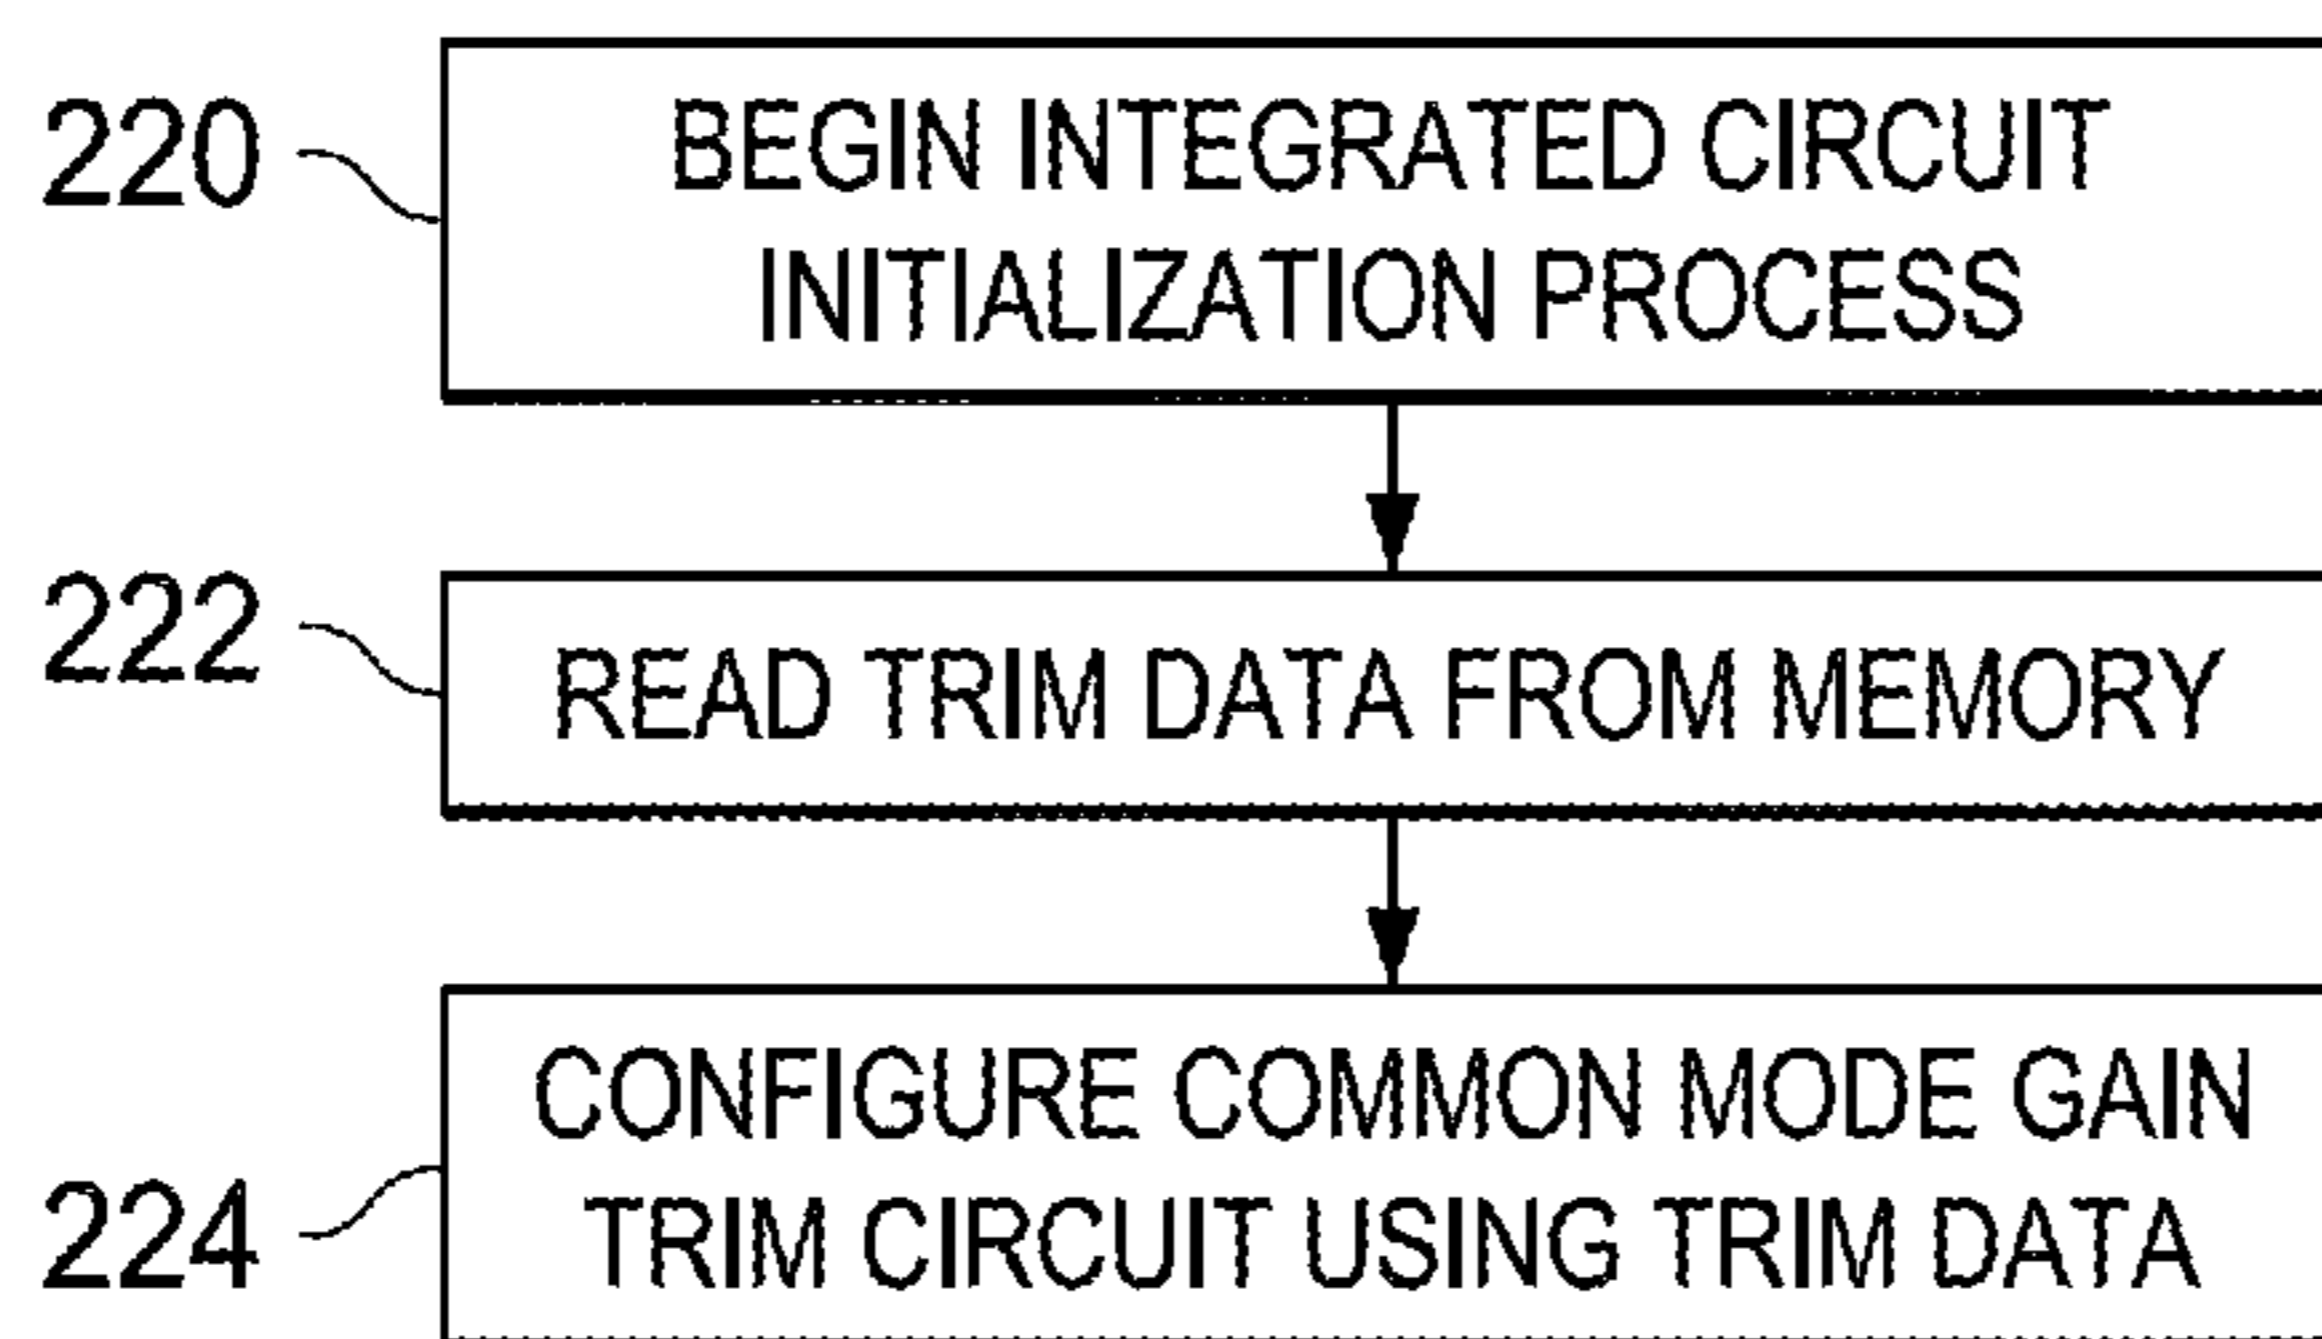 220
BEGIN INTEGRATED CIRCUIT
INITIALIZATION PROCESS
222
READ TRIM DATA FROM MEMORY
CONFIGURE COMMON MODE GAIN
224
TRIM CIRCUIT USING TRIM DATA